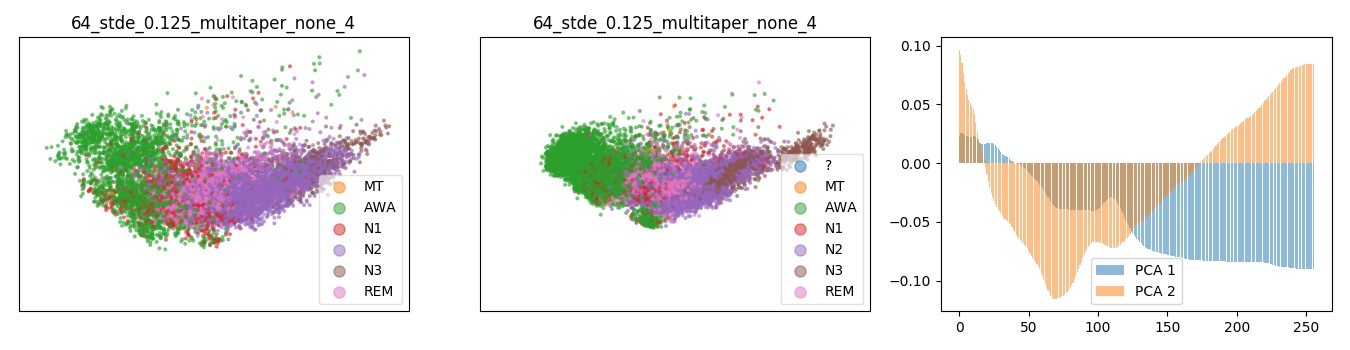 64_stde_0.125_multitaper_none_4
MT
AWA
N1
N2
N3
REM
64_stde_0.125_multitaper_none_4
?
MT
AWA
N1
N2
N3
REM
0.10
0.05
0.00
−0.05
−0.10
PCA 1
PCA 2
0
50
100
150
200
250